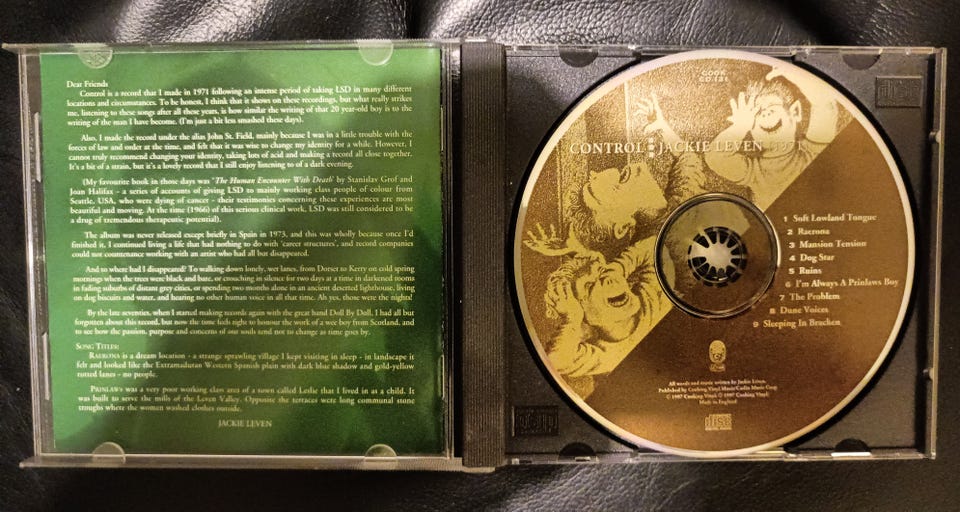 Dear Friends
Control is a record that I made in 1971 following an intense period of taking LSD in many different
locations and circumstances. To be honest, I think that it shows on these recordings, but what really strikes
me, listening to these songs after all these years, is how similar the writing of that 20 year-old boy is to the
writing of the man I have become. (I'm just a bit less smashed these days).
Also, I made the record under the alias John St. Field, mainly because I was in a little trouble with the
forces of law and order at the time, and felt that it was wise to change my identity for a while. However, I
cannot truly recommend changing your identity, taking lots of acid and making a record all close together.
It's a bit of a strain, but it's a lovely record that I still enjoy listening to of a dark evening.
(My favourite book in those days was 'The Human Encounter With Death' by Stanislav Grof and
Joan Halifax - a series of accounts of giving LSD to mainly working class people of colour from
Seattle, USA, who were dying of cancer - their testimonies concerning these experiences are most
beautiful and moving. At the time (1966) of this serious clinical work, LSD was still considered to be
a drug of tremendous therapeutic potential).
The album was never released except briefly in Spain in 1973, and this was wholly because once I'd
finished it, I continued living a life that had nothing to do with 'career structures', and record companies
could not countenance working with an artist who had all but disappeared.
And to where had I disappeared? To walking down lonely, wet lanes, from Dorset to Kerry on cold spring
mornings when the trees were black and bare, or crouching in silence for two days at a time in darkened rooms
in fading suburbs of distant grey cities, or spending two months alone in an ancient deserted lighthouse, living
on dog biscuits and water, and hearing no other human voice in all that time. Ah yes, those were the nights!
By the late seventies, when I started making records again with the great band Doll By Doll, I had all but
forgotten about this record, but now the time feels right to honour the work of a wee boy from Scotland, and
to see how the passion, purpose and concerns of our souls tend not to change as time goes by.
SONG TITLES:
RAERONA is a dream location - a strange sprawling village I kept visiting in sleep - in landscape it
felt and looked like the Extramaduran Western Spanish plain with dark blue shadow and gold-yellow
rutted lanes - no people.
PRINLAWS was a very poor working class area of a town called Leslie that I lived in as a child. It
was built to serve the mills of the Leven Valley. Opposite the terraces were long communal stone
troughs where the women washed clothes outside.
JACKIE LEVEN
COOK
CD 121
CONTROL JACKIE LEVEN [1971]
1 Soft Lowland Tongue
2 Raerona
3 Mansion Tension
4 Dog Star
5 Ruins
6 I'm Always A Prinlaws Boy
7 The Problem
8 Dune Voices
9 Sleeping In Bracken
All words and music written by Jackie Leven.
Published by Cooking Vinyl Music/Carlin Music Corp.
℗ 1997 Cooking Vinyl. © 1997 Cooking Vinyl.
Made in England
COMPACT
disc
DIGITAL AUDIO